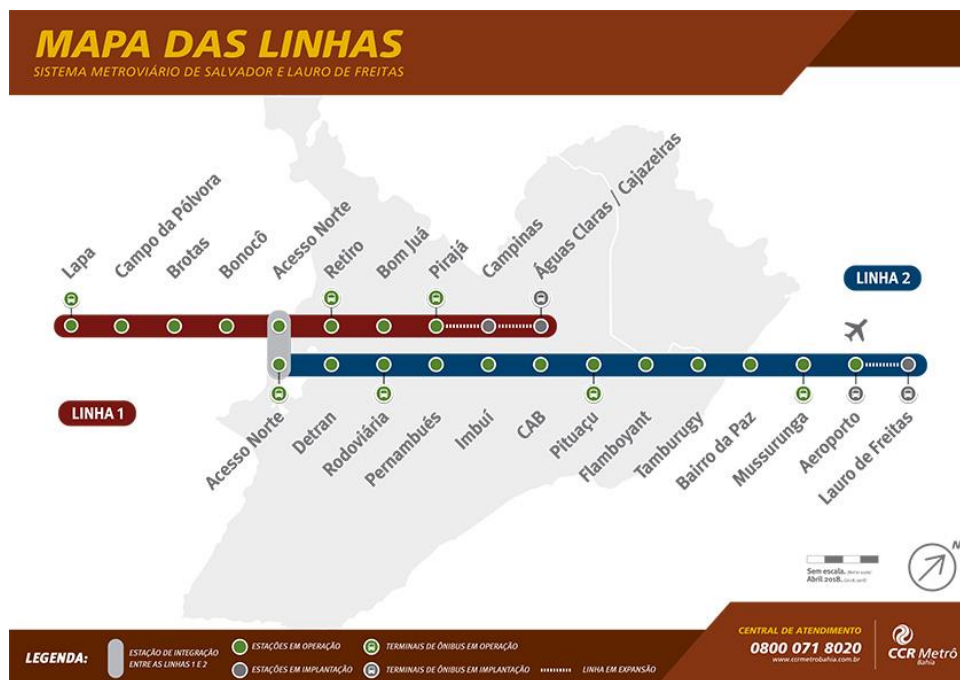 MAPA DAS LINHAS
SISTEMA METROVIÁRIO DE SALVADOR E LAURO DE FREITAS
Lapa
Campo da Pólvora
Brotas
Bonocô
Acesso Norte
Retiro
Bom Juá
Pirajá
Campinas
Águas Claras / Cajazeiras
LINHA 2
LINHA 1
Acesso Norte
Detran
Rodoviária
Pernambués
Imbuí
CAB
Pituaçu
Flamboyant
Tamburugy
Bairro da Paz
Mussurunga
Aeroporto
Lauro de Freitas
N
Sem escala.
Abril 2018.
LEGENDA:
ESTAÇÃO DE INTEGRAÇÃO
ENTRE AS LINHAS 1 E 2
ESTAÇÕES EM OPERAÇÃO
ESTAÇÕES EM IMPLANTAÇÃO
TERMINAIS DE ÔNIBUS EM OPERAÇÃO
TERMINAIS DE ÔNIBUS EM IMPLANTAÇÃO
LINHA EM EXPANSÃO
CENTRAL DE ATENDIMENTO
0800 071 8020
www.ccrmetrobahia.com.br
CCR Metrô
Bahia